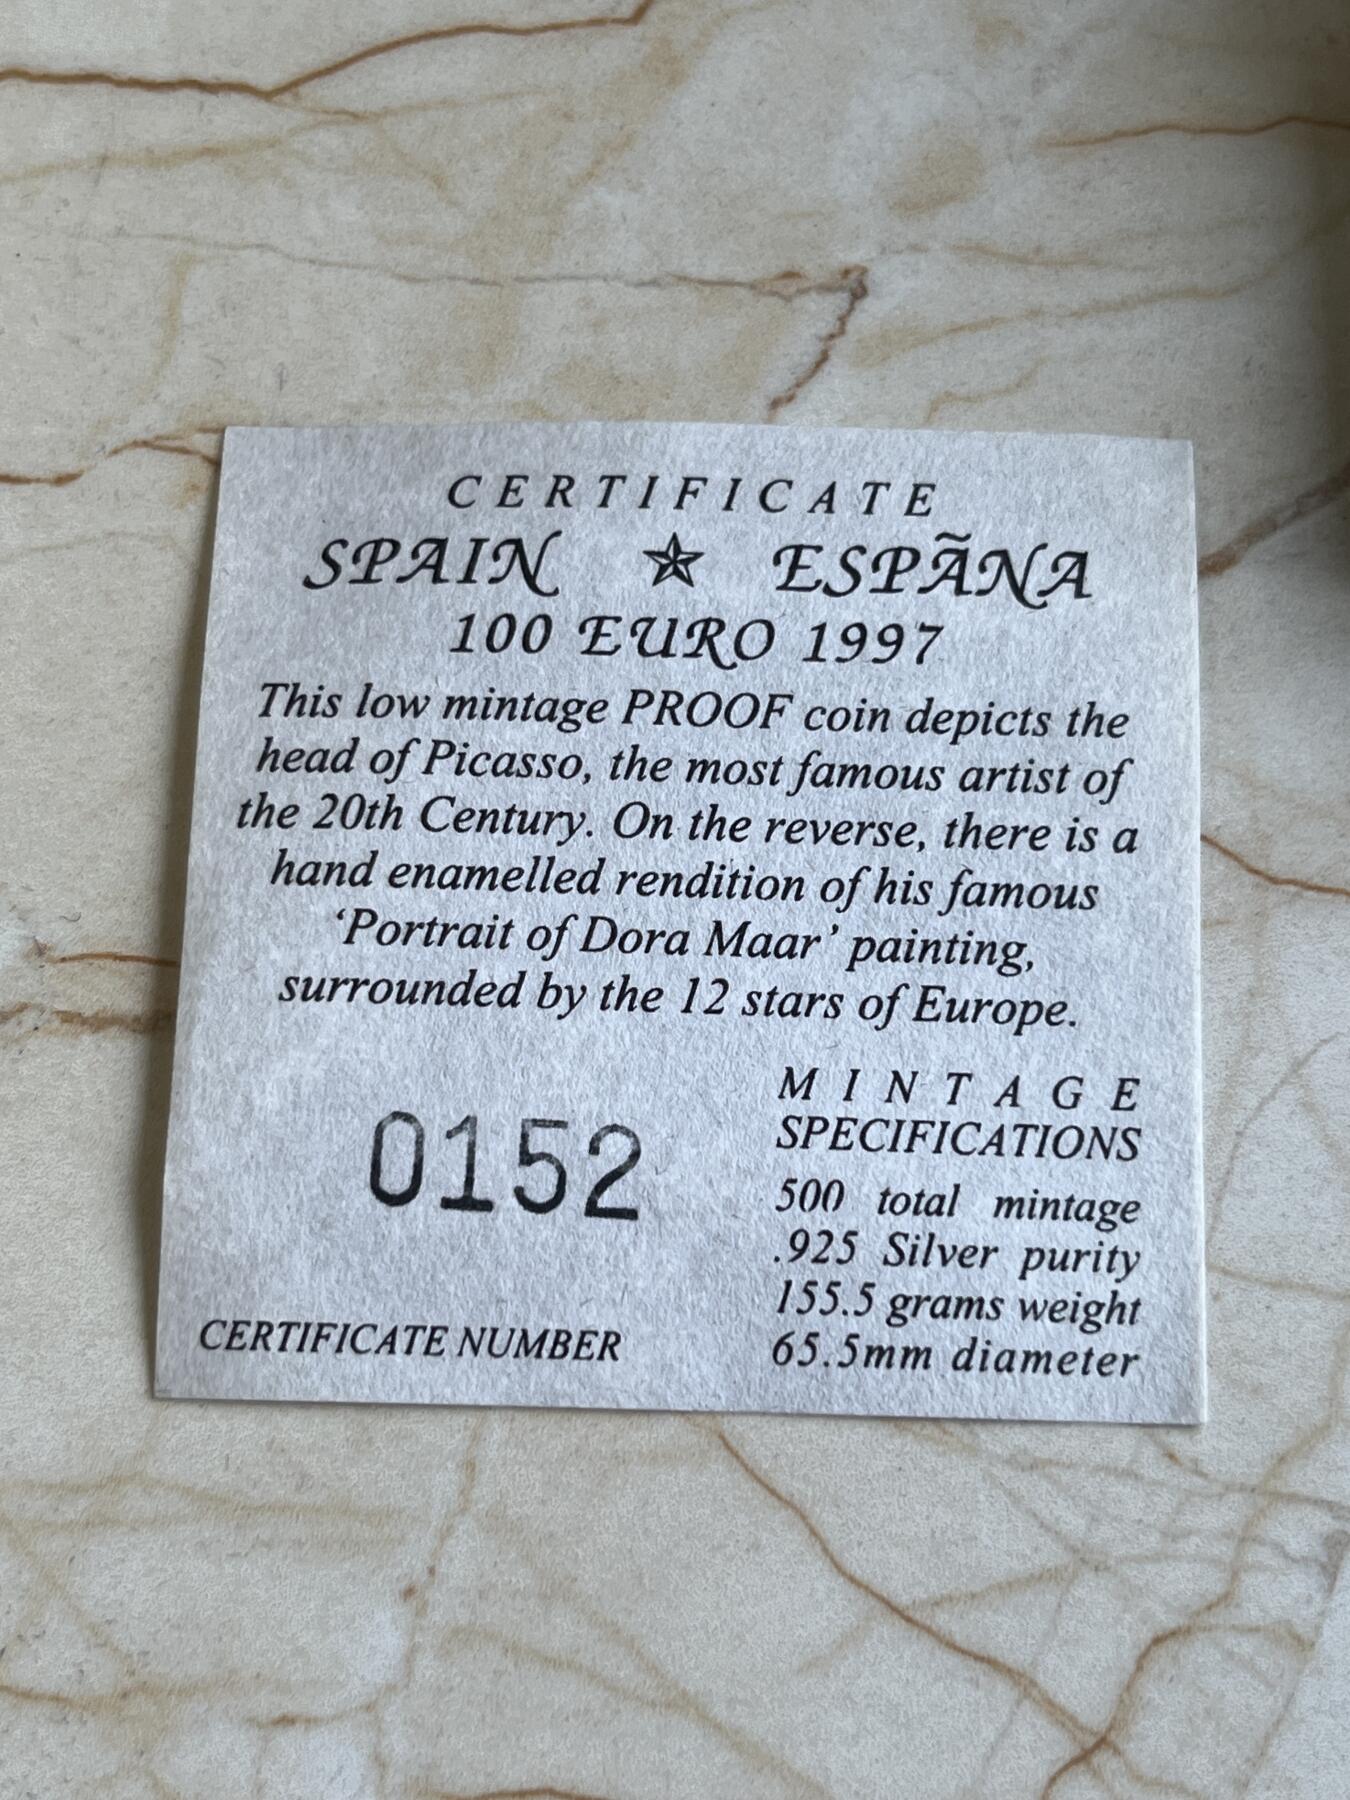 CERTIFICATE
SPAIN ★ ESPÃNA
100 EURO 1997
This low mintage PROOF coin depicts the
head of Picasso, the most famous artist of
the 20th Century. On the reverse, there is a
hand enamelled rendition of his famous
‘Portrait of Dora Maar’ painting,
surrounded by the 12 stars of Europe.
0152
CERTIFICATE NUMBER
MINTAGE
SPECIFICATIONS
500 total mintage
.925 Silver purity
155.5 grams weight
65.5mm diameter